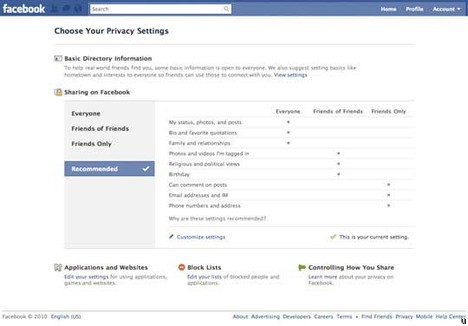 facebook Search Home Profile Account
Choose Your Privacy Settings
Basic Directory Information
To help real world friends find you, some basic information is open to everyone. We also suggest setting basics like
hometown and interests to everyone so friends can use those to connect with you. View settings
Sharing on Facebook
Everyone
Friends of Friends
Friends Only
Recommended
Everyone Friends of Friends Friends Only
My status, photos, and posts
Bio and favorite quotations
Family and relationships
Photos and videos I'm tagged in
Religious and political views
Birthday
Can comment on posts
Email addresses and IM
Phone numbers and address
Why are these settings recommended?
Customize settings This is your current setting.
Applications and Websites
Edit your settings for using applications,
games and websites.
Block Lists
Edit your lists of blocked people and
applications.
Controlling How You Share
Learn more about your privacy on
Facebook.
Facebook © 2010 English (US) About Advertising Developers Careers Terms • Find Friends Privacy Mobile Help Center
u